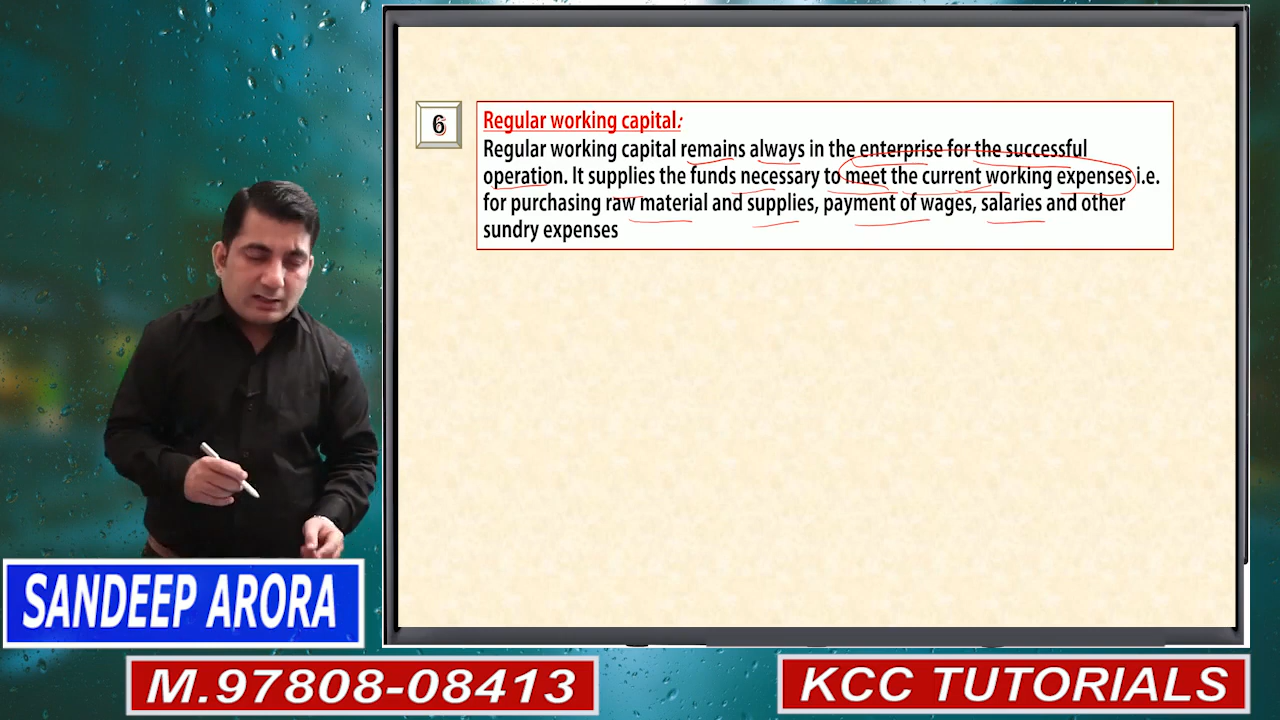 6
Regular working capital:
Regular working capital remains always in the enterprise for the successful
operation. It supplies the funds necessary to meet the current working expenses i.e.
for purchasing raw material and supplies, payment of wages, salaries and other
sundry expenses
SANDEEP ARORA
M.97808-08413
KCC TUTORIALS